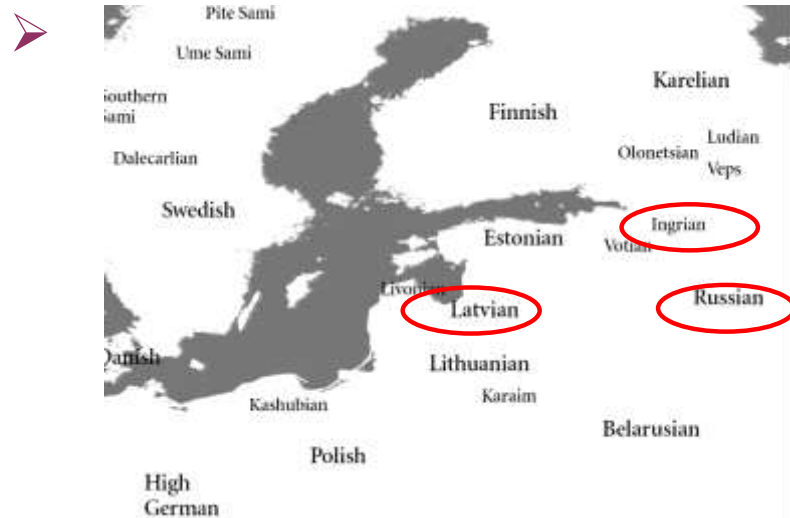 Pite Sami
Ume Sami
Karelian
outhern
Sami
Finnish
Ludian
Olonetsian
Dalecarlian
Veps
Swedish
Ingrian
Estonian
Votian
Livonian
Russian
Latvian
Danish
Lithuanian
Karaim
Kashubian
Belarusian
Polish
High
German